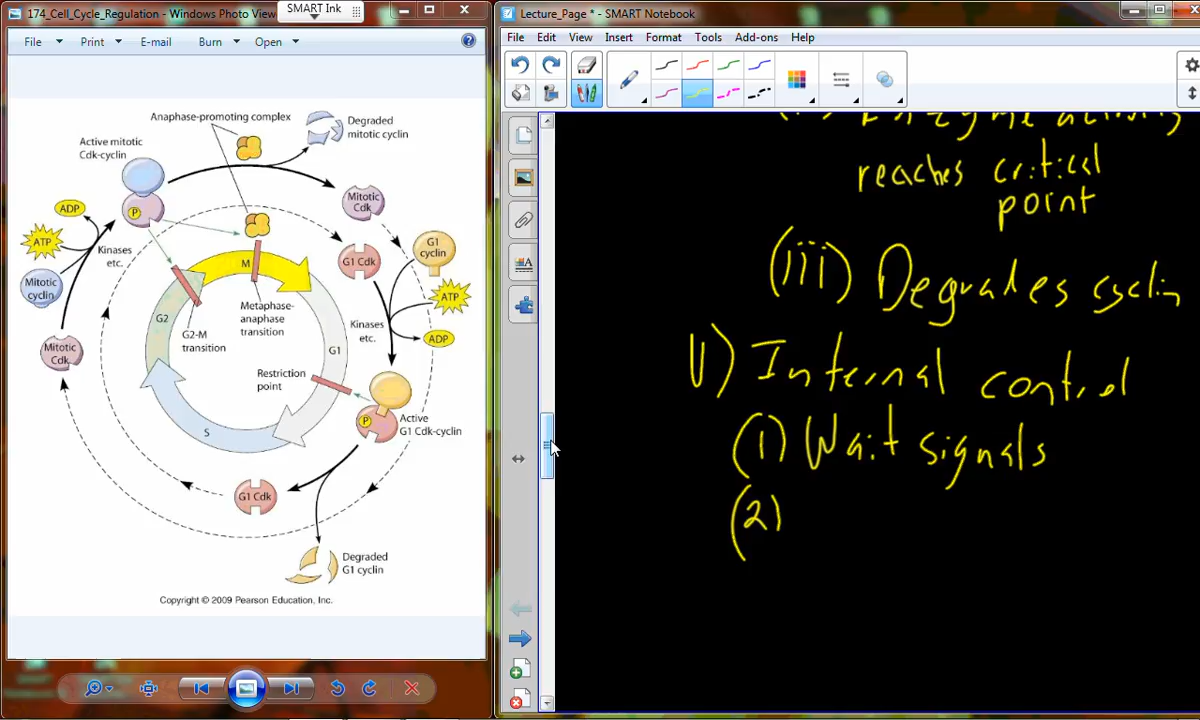 174_Cell_Cycle_Regulation - Windows Photo View
SMART Ink
File Print E-mail Burn Open
Anaphase-promoting complex
Degraded
mitotic cyclin
Active mitotic
Cdk-cyclin
P
ADP
ATP
Kinases
etc.
Mitotic
cyclin
Mitotic
Cdk
Mitotic
Cdk
G1 Cdk
G1
cyclin
ATP
Kinases
etc.
ADP
M
Metaphase-
anaphase
transition
G2
G2-M
transition
G1
Restriction
point
S
P
Active
G1 Cdk-cyclin
G1 Cdk
Degraded
G1 cyclin
Copyright © 2009 Pearson Education, Inc.
Lecture_Page * - SMART Notebook
File Edit View Insert Format Tools Add-ons Help
reaches critical
point
(iii) Degrades cyclin
V) Internal control
(1) Wait signals
(2)